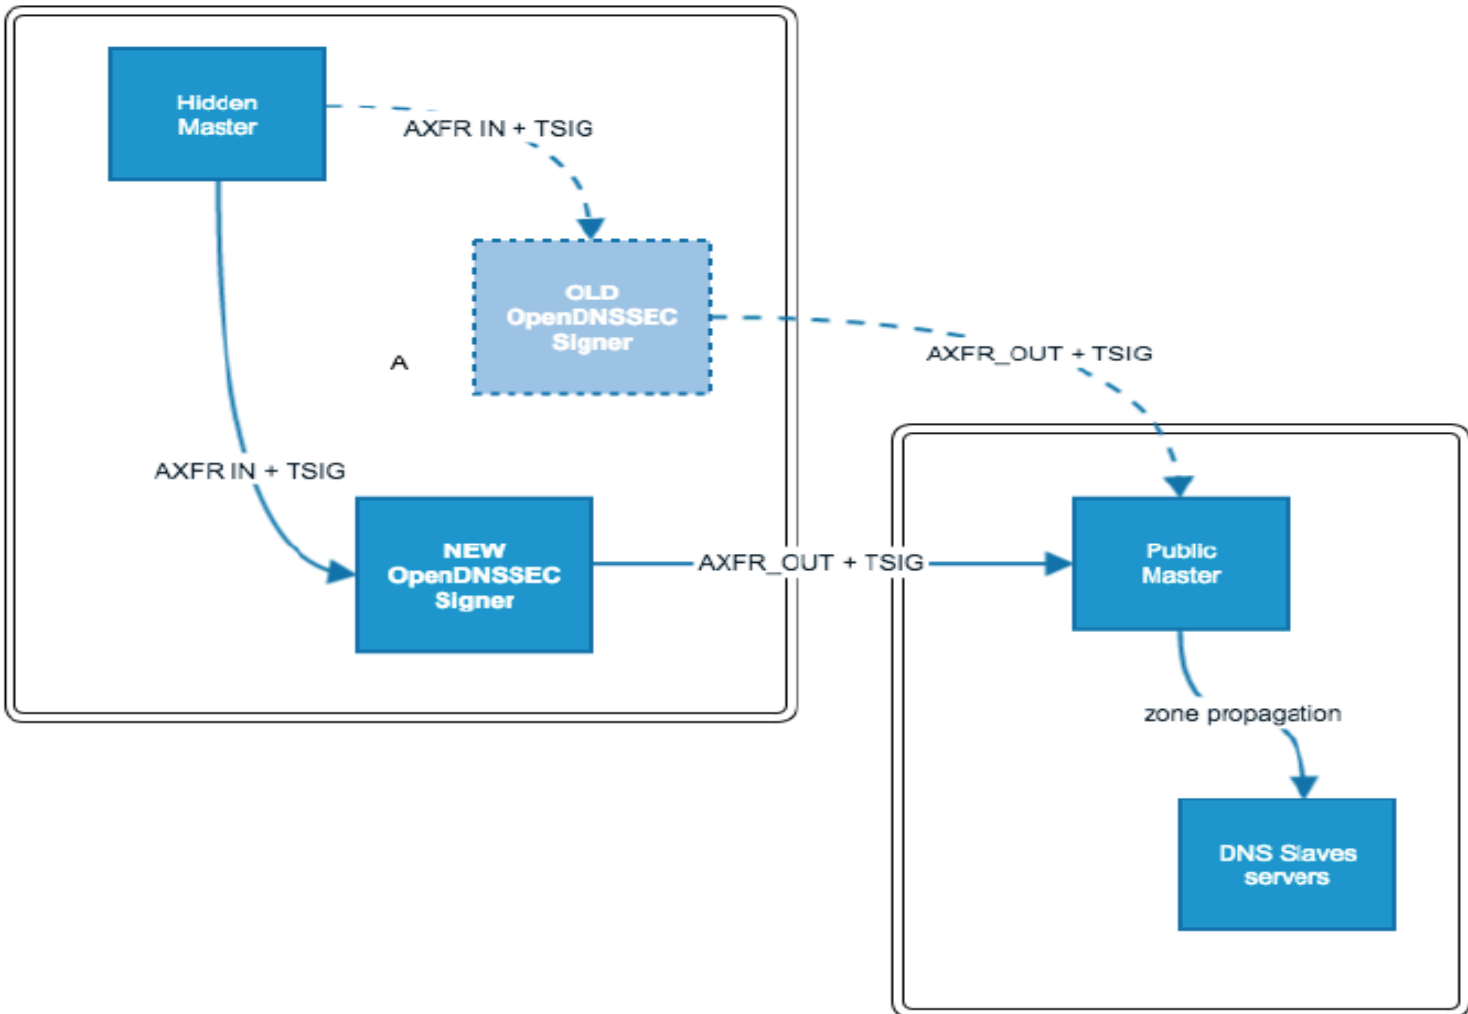 Hidden
Master
AXFR IN + TSIG
OLD
OpenDNSSEC
Signer
AXFR_OUT + TSIG
A
AXFR IN + TSIG
NEW
OpenDNSSEC
Signer
AXFR_OUT + TSIG
Public
Master
zone propagation
DNS Slaves
servers